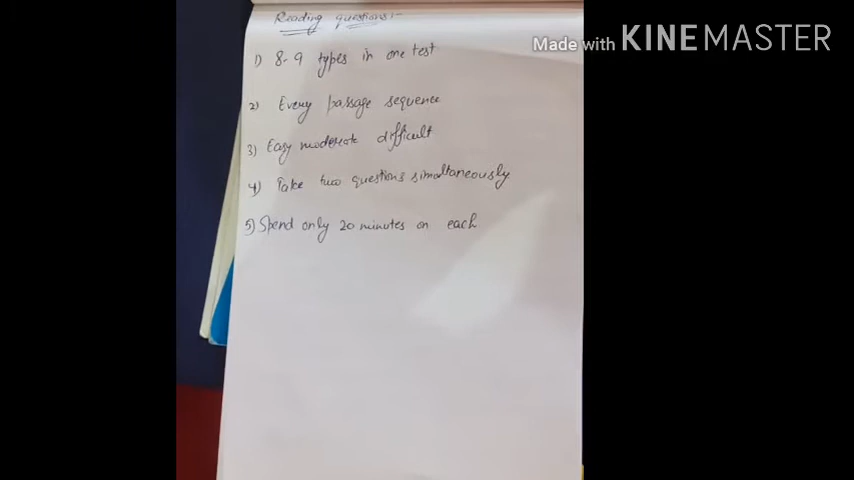 Reading questions:-
Made with KINEMASTER
1) 8-9 types in one test
2) Every passage sequence
3) Easy moderate difficult
4) Take two questions simultaneously
5) Spend only 20 minutes on each